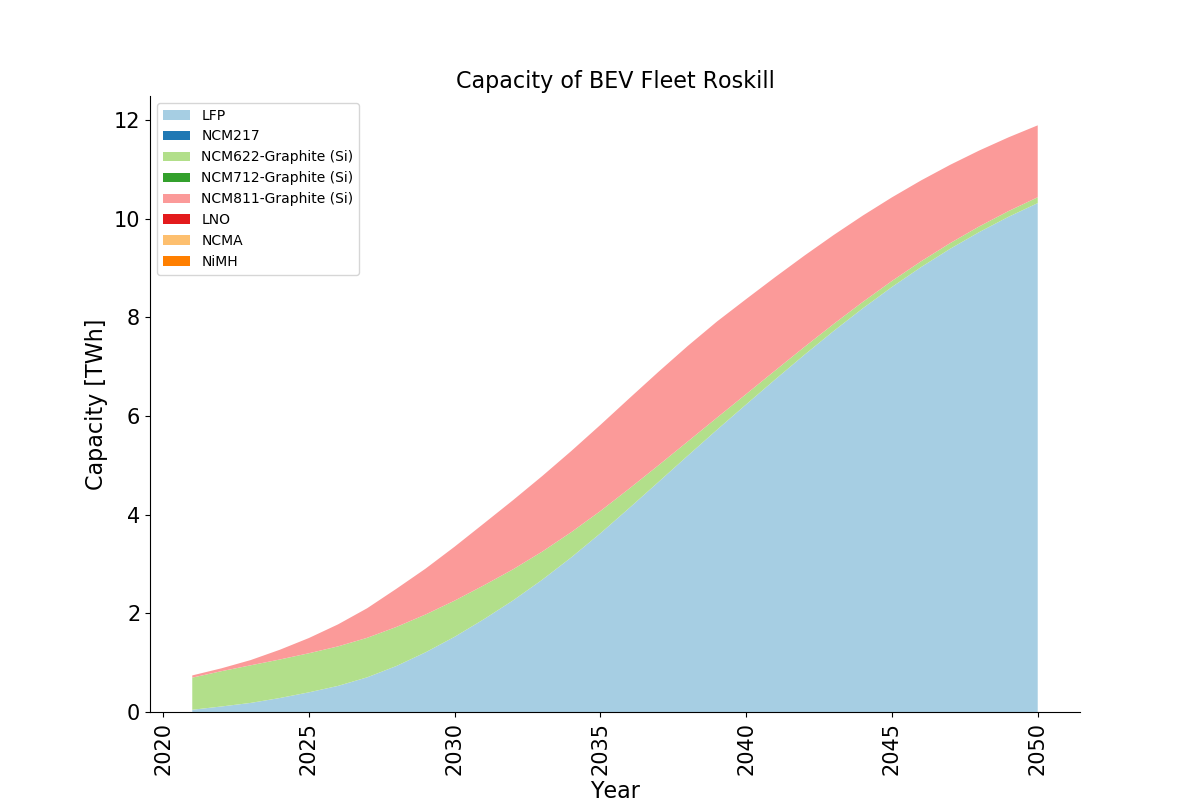 Capacity of BEV Fleet Roskill
LFP
NCM217
NCM622-Graphite (Si)
NCM712-Graphite (Si)
NCM811-Graphite (Si)
LNO
NCMA
NiMH
Capacity [TWh]
12
10
8
6
4
2
0
2020
2025
2030
2035
2040
2045
2050
Year